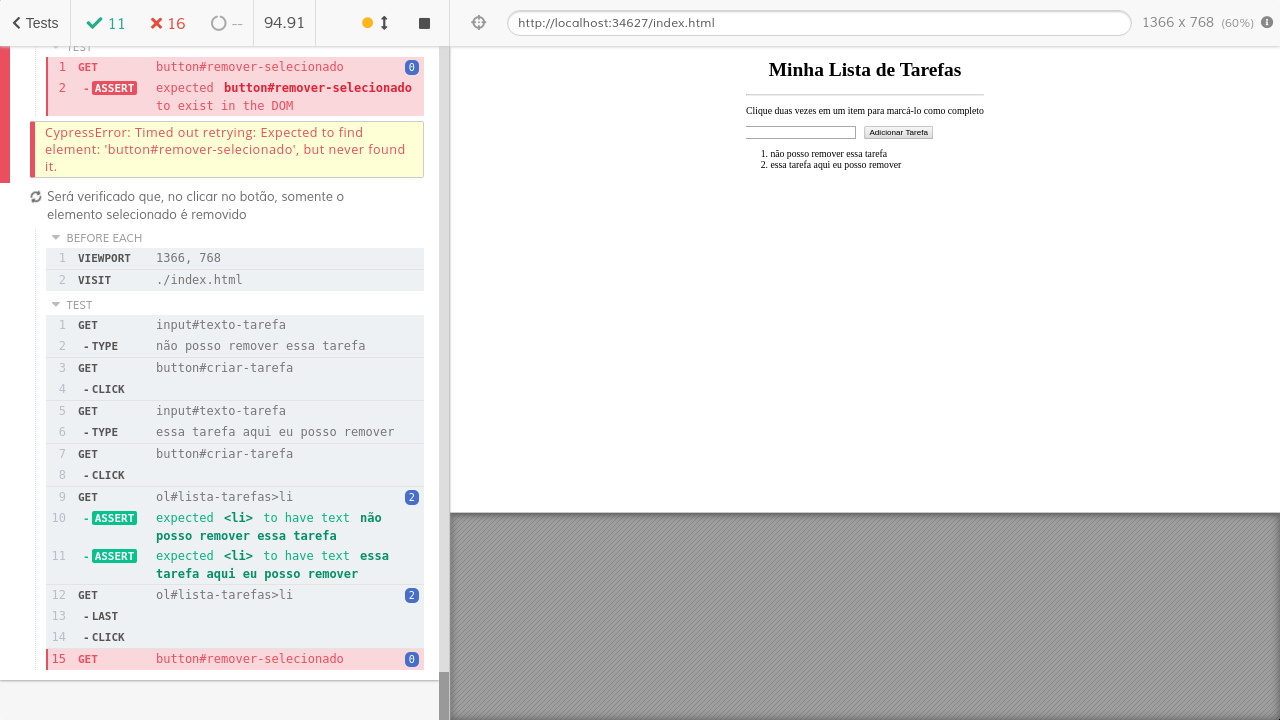 Tests
11
16
--
94.91
http://localhost:34627/index.html
1366 x 768 (60%)
TEST
1 GET button#remover-selecionado 0
2 - ASSERT expected button#remover-selecionado
to exist in the DOM
CypressError: Timed out retrying: Expected to find
element: 'button#remover-selecionado', but never found
it.
Será verificado que, no clicar no botão, somente o
elemento selecionado é removido
BEFORE EACH
1 VIEWPORT 1366, 768
2 VISIT ./index.html
TEST
1 GET input#texto-tarefa
2 - TYPE não posso remover essa tarefa
3 GET button#criar-tarefa
4 - CLICK
5 GET input#texto-tarefa
6 - TYPE essa tarefa aqui eu posso remover
7 GET button#criar-tarefa
8 - CLICK
9 GET ol#lista-tarefas>li 2
10 - ASSERT expected <li> to have text não
posso remover essa tarefa
11 - ASSERT expected <li> to have text essa
tarefa aqui eu posso remover
12 GET ol#lista-tarefas>li 2
13 - LAST
14 - CLICK
15 GET button#remover-selecionado 0
Minha Lista de Tarefas
Clique duas vezes em um item para marcá-lo como completo
Adicionar Tarefa
1. não posso remover essa tarefa
2. essa tarefa aqui eu posso remover